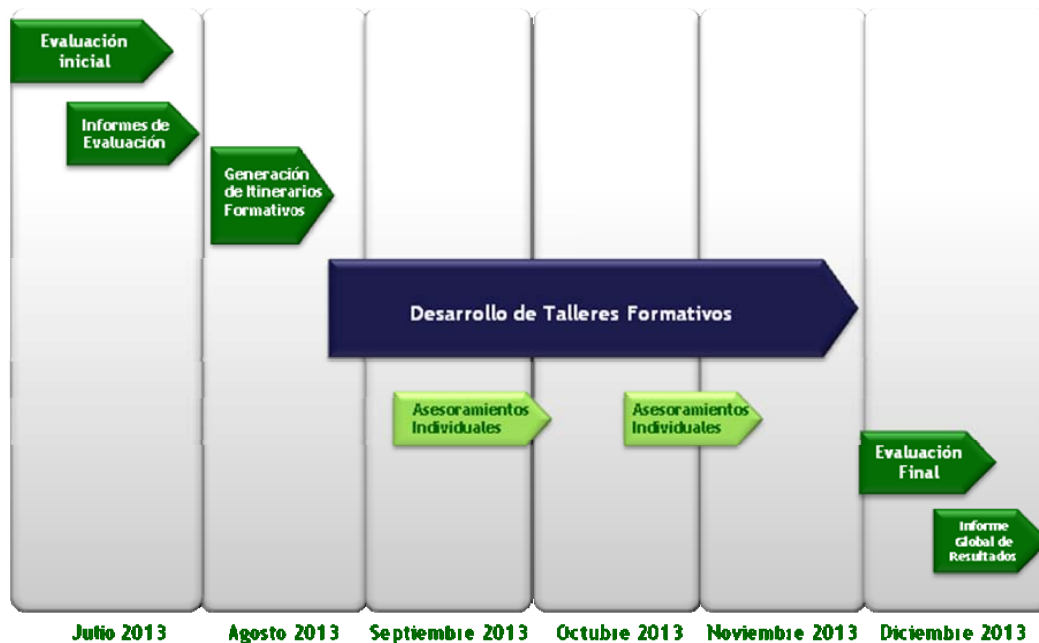 Evaluación
inicial
Informes de
Evaluación
Generación
de Itinerarios
Formativos
Desarrollo de Talleres Formativos
Asesoramientos
Individuales
Asesoramientos
Individuales
Evaluación
Final
Informe
Global de
Resultados
Julio 2013
Agosto 2013
Septiembre 2013
Octubre 2013
Noviembre 2013
Diciembre 2013